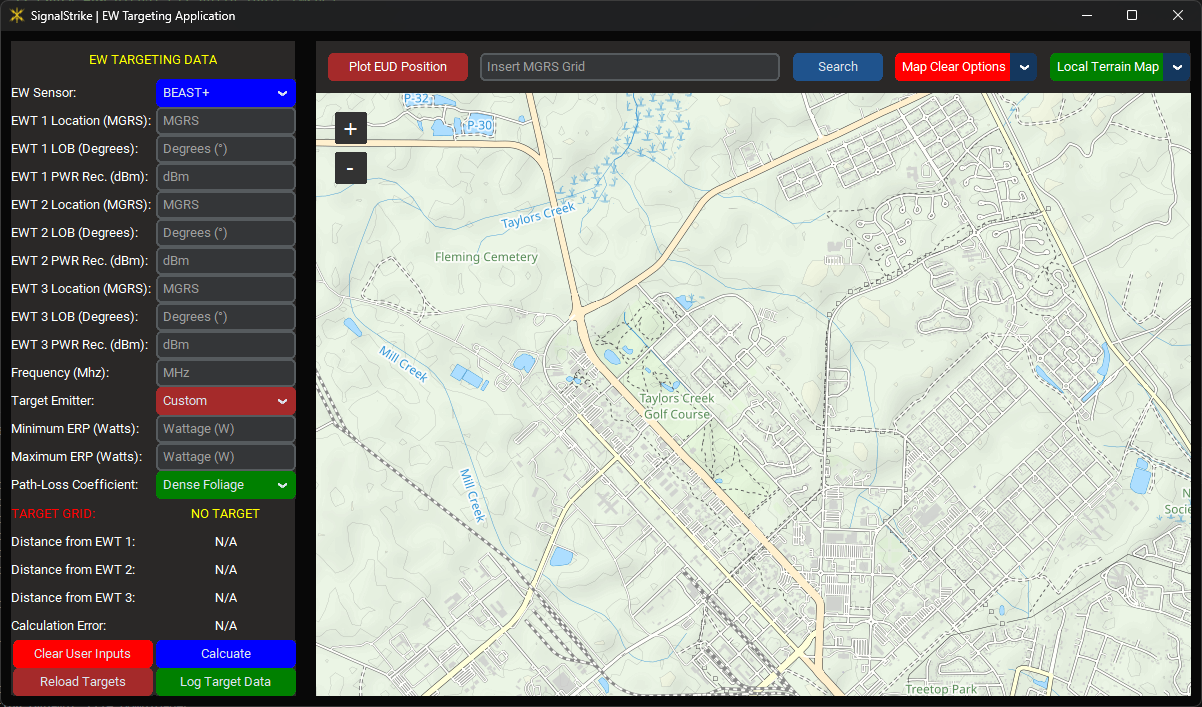 SignalStrike | EW Targeting Application
EW TARGETING DATA
EW Sensor: BEAST+
EWT 1 Location (MGRS): MGRS
EWT 1 LOB (Degrees): Degrees (°)
EWT 1 PWR Rec. (dBm): dBm
EWT 2 Location (MGRS): MGRS
EWT 2 LOB (Degrees): Degrees (°)
EWT 2 PWR Rec. (dBm): dBm
EWT 3 Location (MGRS): MGRS
EWT 3 LOB (Degrees): Degrees (°)
EWT 3 PWR Rec. (dBm): dBm
Frequency (Mhz): MHz
Target Emitter: Custom
Minimum ERP (Watts): Wattage (W)
Maximum ERP (Watts): Wattage (W)
Path-Loss Coefficient: Dense Foliage
TARGET GRID: NO TARGET
Distance from EWT 1: N/A
Distance from EWT 2: N/A
Distance from EWT 3: N/A
Calculation Error: N/A
Clear User Inputs Calcuate
Reload Targets Log Target Data
Plot EUD Position Insert MGRS Grid Search Map Clear Options Local Terrain Map
+
-
P-32
P-30
Taylors Creek
Fleming Cemetery
Mill Creek
Taylors Creek
Golf Course
Mill Creek
N
Socie
Treetop Park